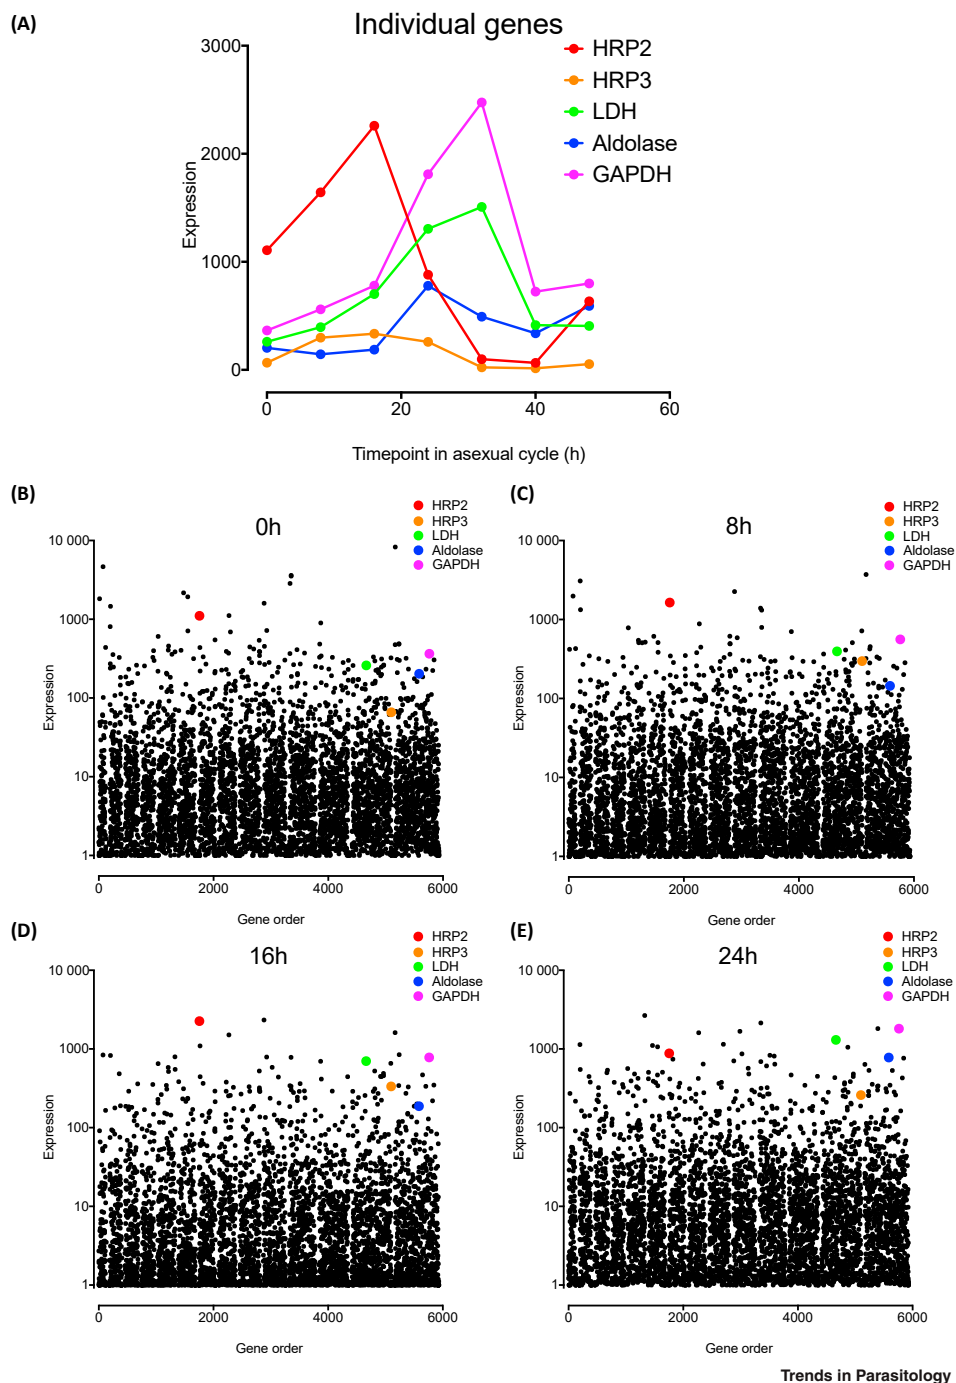 (A)
Individual genes
HRP2
HRP3
LDH
Aldolase
GAPDH
3000
2000
1000
0
Expression
0 20 40 60
Timepoint in asexual cycle (h)
(B)
0h
HRP2
HRP3
LDH
Aldolase
GAPDH
10 000
1000
100
10
1
Expression
0 2000 4000 6000
Gene order
(C)
8h
HRP2
HRP3
LDH
Aldolase
GAPDH
10 000
1000
100
10
1
Expression
0 2000 4000 6000
Gene order
(D)
16h
HRP2
HRP3
LDH
Aldolase
GAPDH
10 000
1000
100
10
1
Expression
0 2000 4000 6000
Gene order
(E)
24h
HRP2
HRP3
LDH
Aldolase
GAPDH
10 000
1000
100
10
1
Expression
0 2000 4000 6000
Gene order
Trends in Parasitology